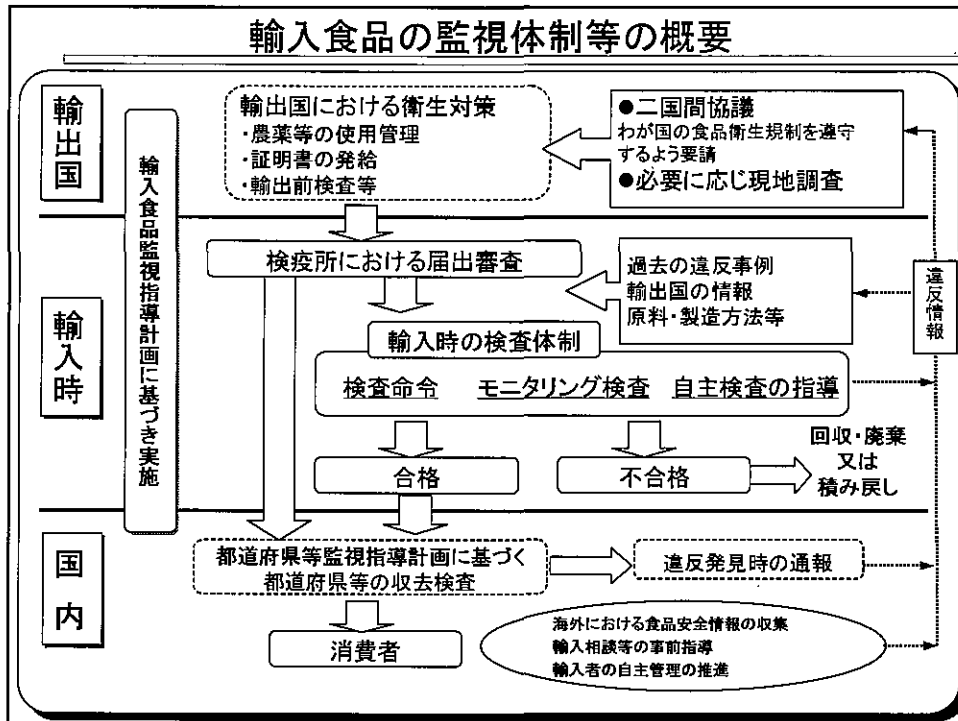 輸入食品の監視体制等の概要
輸出国
輸出国における衛生対策
・農薬等の使用管理
・証明書の発給
・輸出前検査等
●二国間協議
わが国の食品衛生規制を遵守
するよう要請
●必要に応じ現地調査
輸入食品監視指導計画に基づき実施
輸入時
検疫所における届出審査
過去の違反事例
輸出国の情報
原料・製造方法等
違反情報
輸入時の検査体制
検査命令 モニタリング検査 自主検査の指導
合格
不合格
回収・廃棄
又は
積み戻し
国内
都道府県等監視指導計画に基づく
都道府県等の収去検査
違反発見時の通報
消費者
海外における食品安全情報の収集
輸入相談等の事前指導
輸入者の自主管理の推進